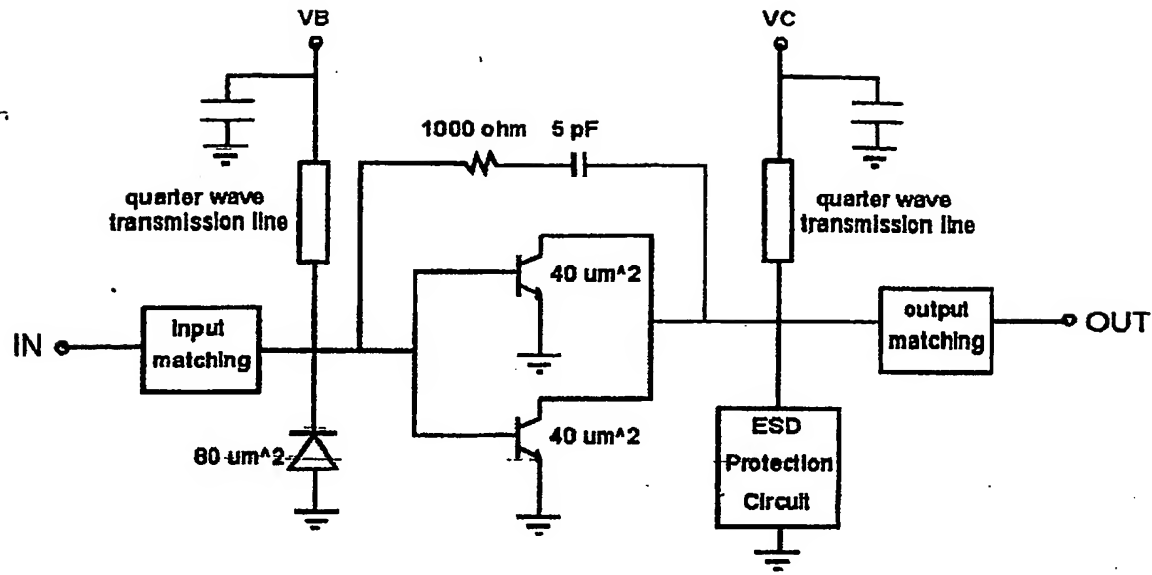 VB
VC
1000 ohm 5 pF
quarter wave
transmission line
quarter wave
transmission line
40 um^2
IN
input
matching
output
matching
OUT
40 um^2
80 um^2
ESD
Protection
Circuit